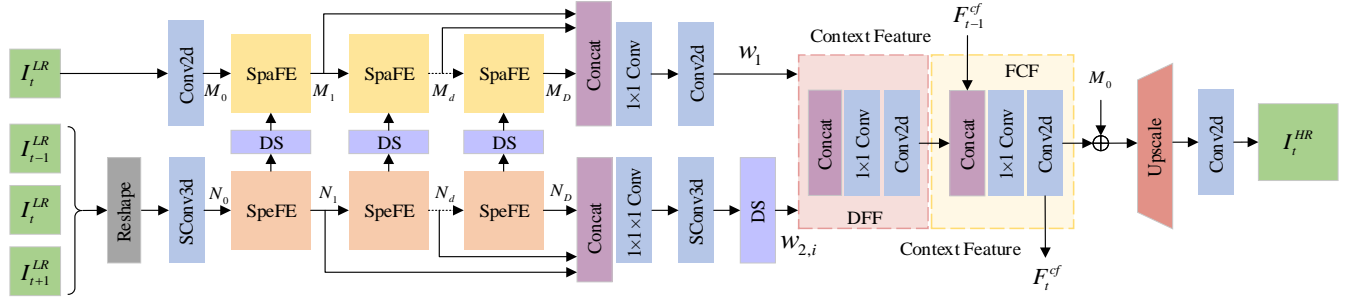 I_t^{LR}
Conv2d
M_0
SpaFE
M_1
SpaFE
M_d
SpaFE
M_D
Concat
1×1 Conv
Conv2d
w_1
DS
DS
DS
I_{t-1}^{LR}
I_t^{LR}
I_{t+1}^{LR}
Reshape
SConv3d
N_0
SpeFE
N_1
SpeFE
N_d
SpeFE
N_D
Concat
1×1×1 Conv
SConv3d
DS
w_{2,i}
Context Feature
F_{t-1}^{cf}
Concat
1×1 Conv
Conv2d
DFF
FCF
Concat
1×1 Conv
Conv2d
Context Feature
F_t^{cf}
M_0
Upscale
Conv2d
I_t^{HR}